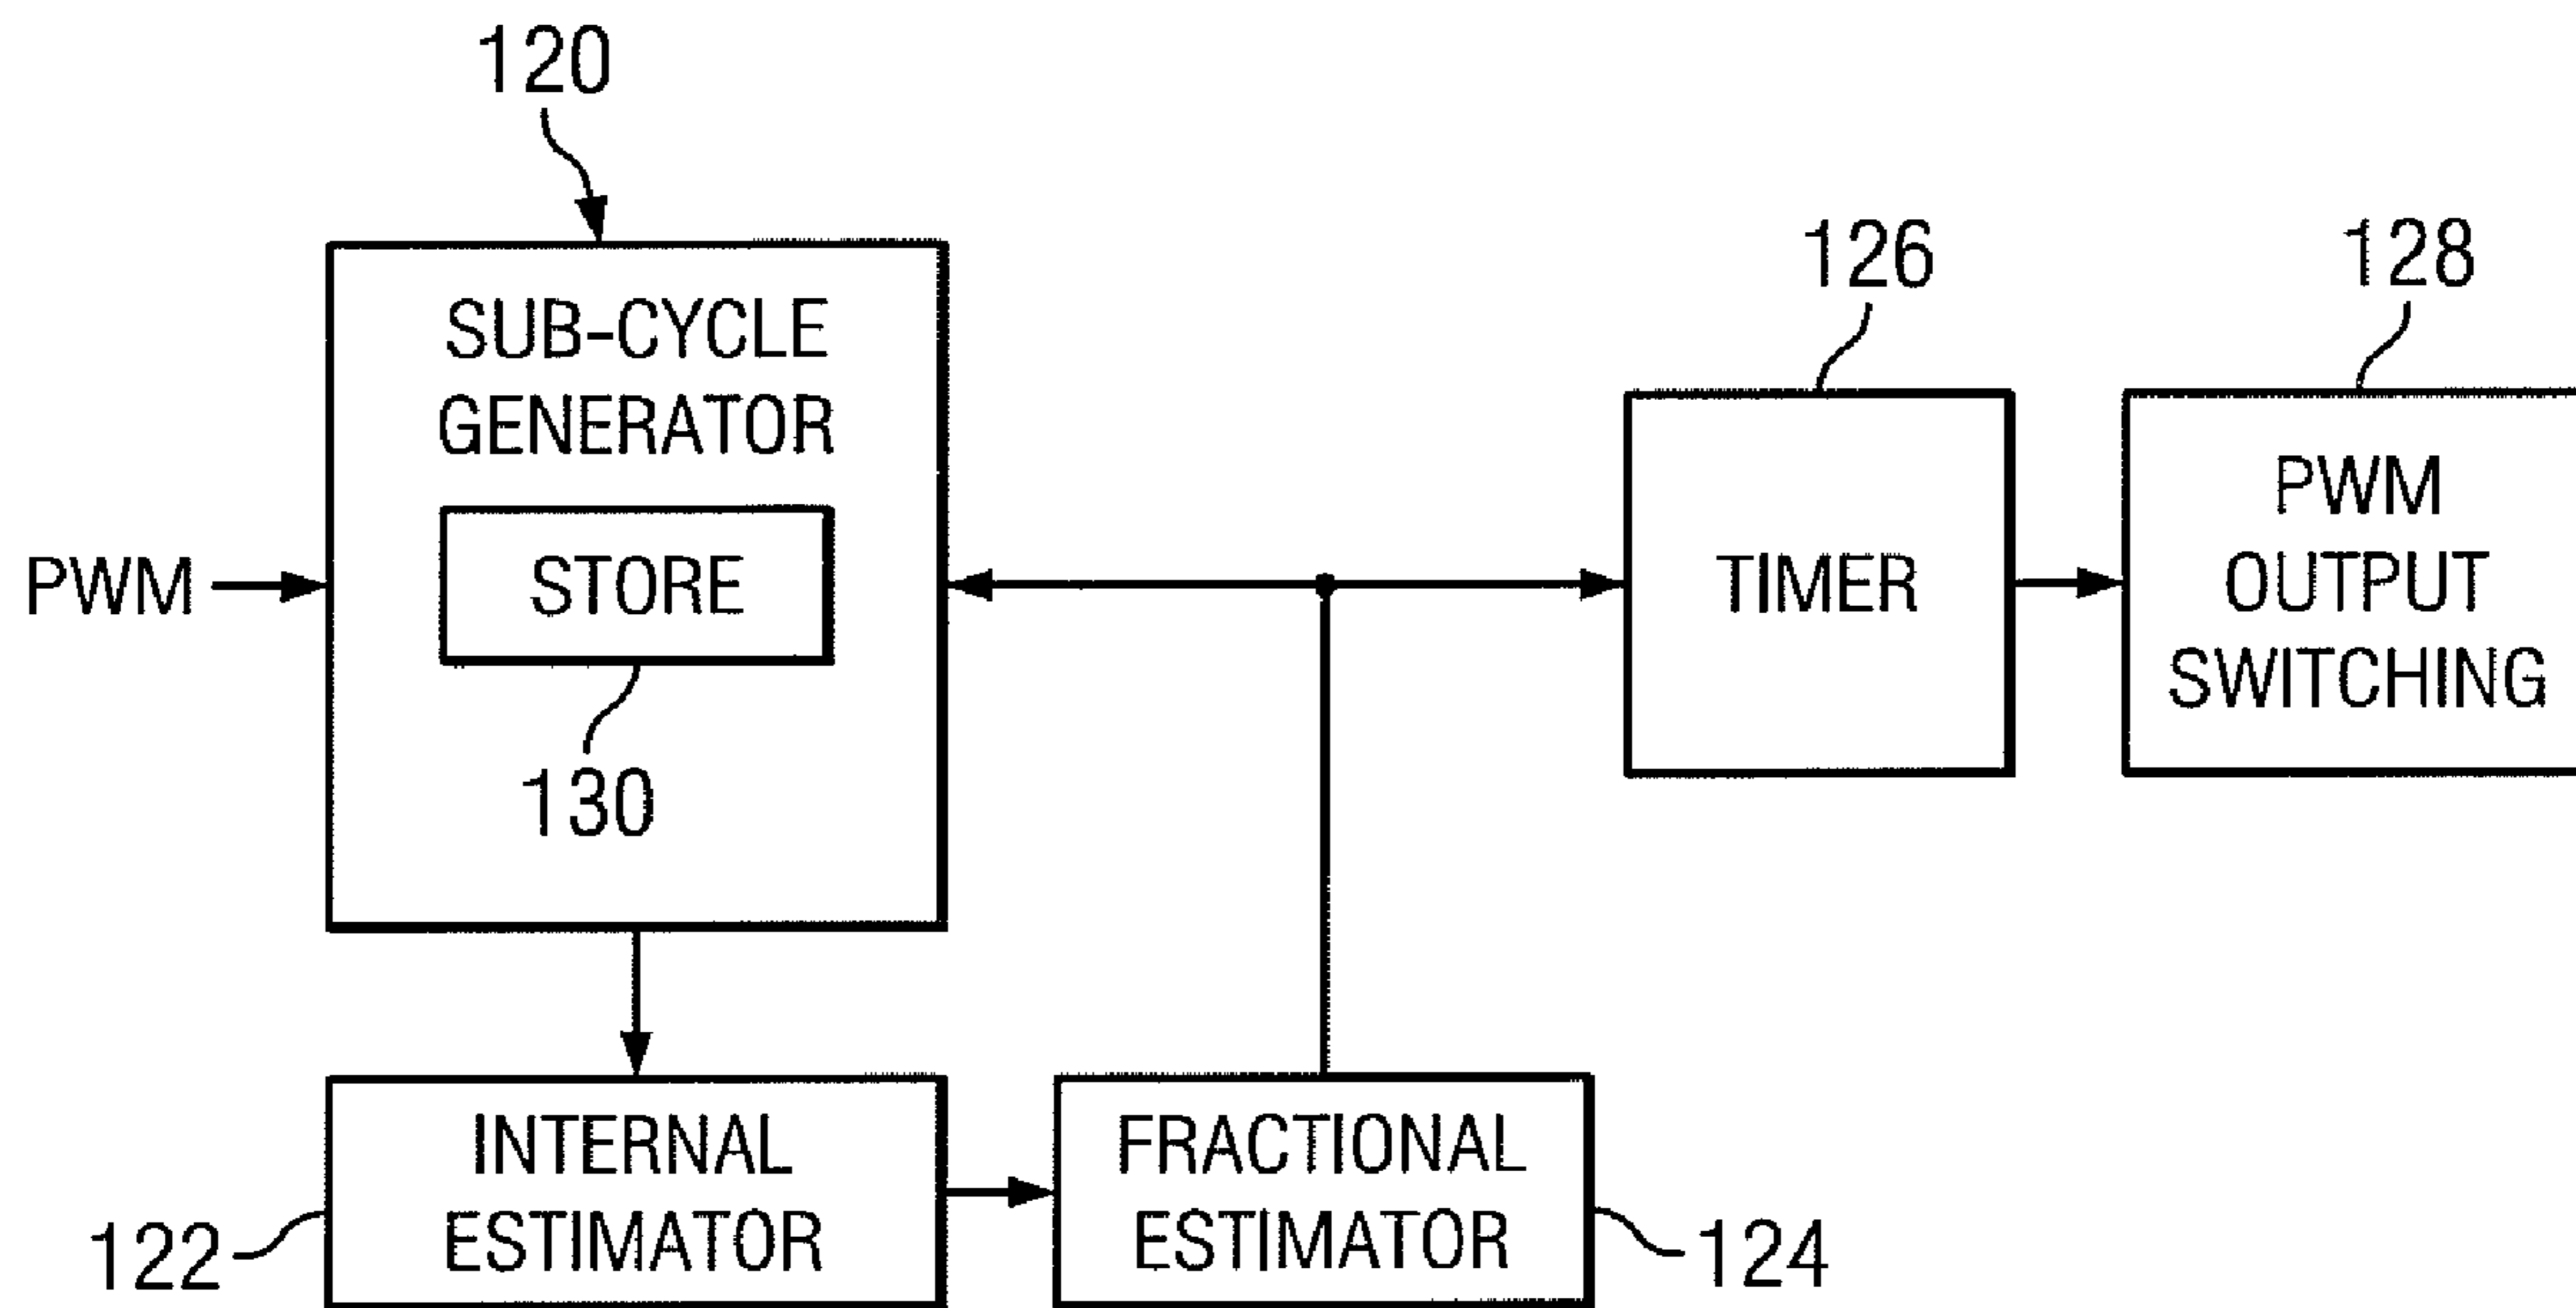 120
SUB-CYCLE
GENERATOR
STORE
130
PWM
126
TIMER
128
PWM
OUTPUT
SWITCHING
INTERNAL
ESTIMATOR
122
FRACTIONAL
ESTIMATOR
124